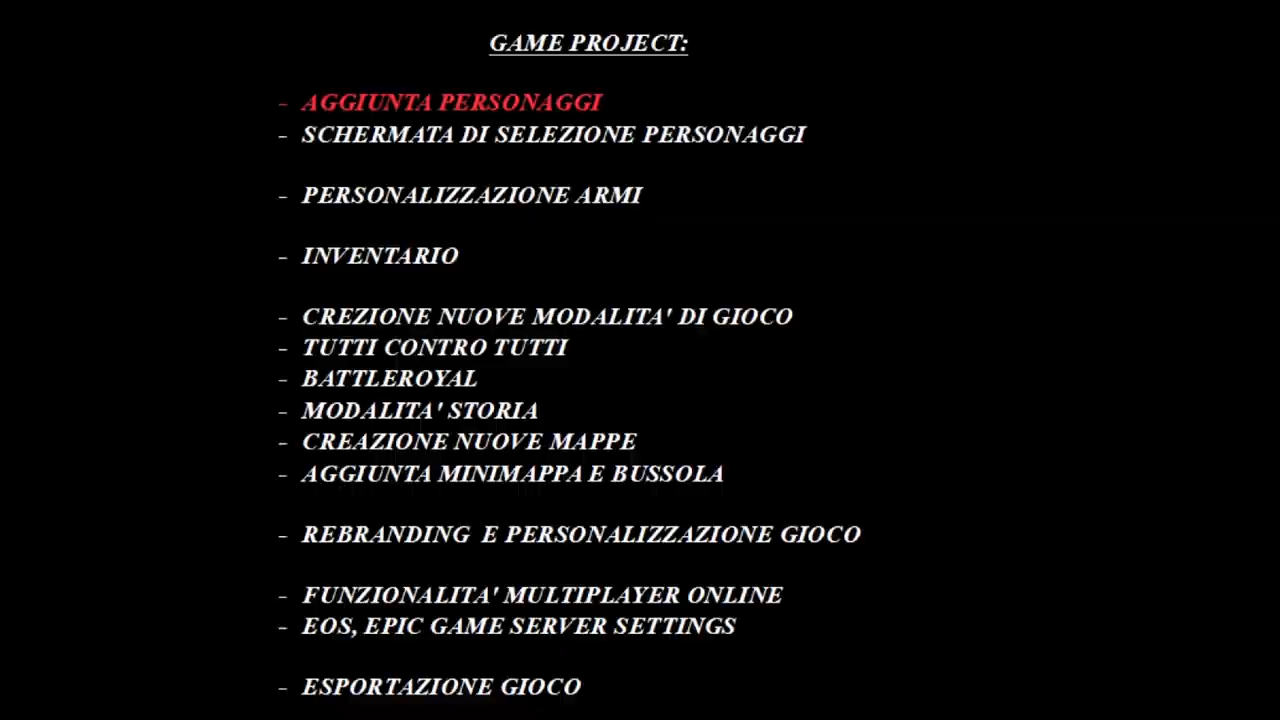 GAME PROJECT:
- AGGIUNTA PERSONAGGI
- SCHERMATA DI SELEZIONE PERSONAGGI
- PERSONALIZZAZIONE ARMI
- INVENTARIO
- CREZIONE NUOVE MODALITA' DI GIOCO
- TUTTI CONTRO TUTTI
- BATTLEROYAL
- MODALITA' STORIA
- CREAZIONE NUOVE MAPPE
- AGGIUNTA MINIMAPPA E BUSSOLA
- REBRANDING E PERSONALIZZAZIONE GIOCO
- FUNZIONALITA' MULTIPLAYER ONLINE
- EOS, EPIC GAME SERVER SETTINGS
- ESPORTAZIONE GIOCO